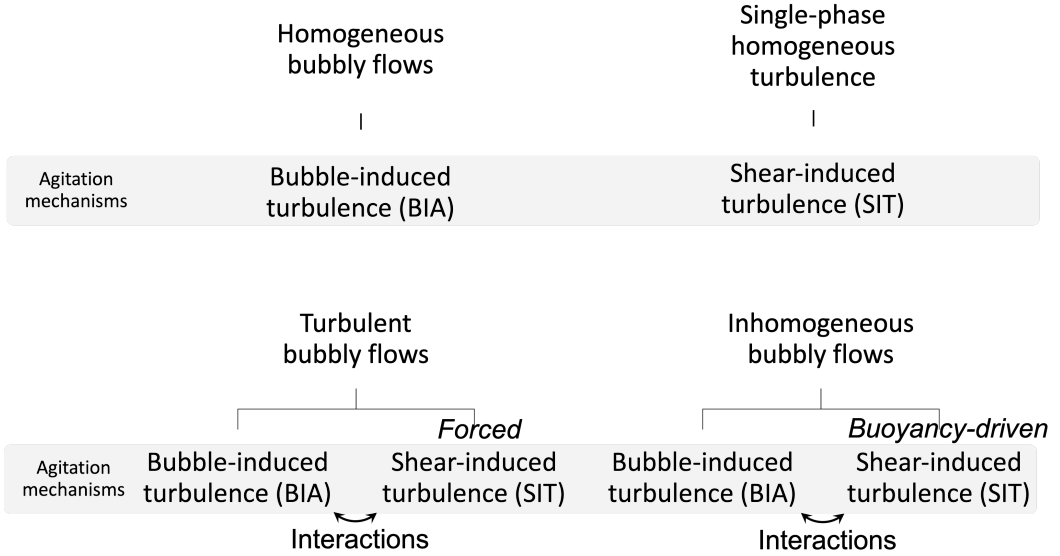 Homogeneous
bubbly flows
Single-phase
homogeneous
turbulence
Agitation
mechanisms
Bubble-induced
turbulence (BIA)
Shear-induced
turbulence (SIT)
Turbulent
bubbly flows
Inhomogeneous
bubbly flows
Forced
Buoyancy-driven
Agitation
mechanisms
Bubble-induced
turbulence (BIA)
Shear-induced
turbulence (SIT)
Bubble-induced
turbulence (BIA)
Shear-induced
turbulence (SIT)
Interactions
Interactions